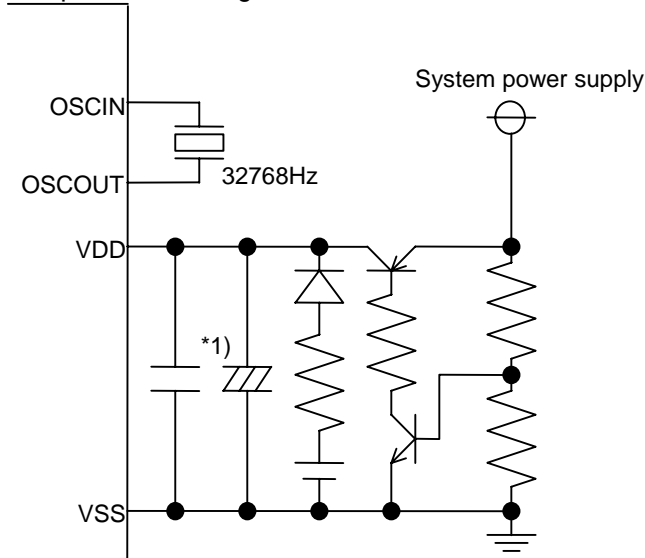 System power supply
OSCIN
OSCOUT
32768Hz
VDD
*1)
VSS